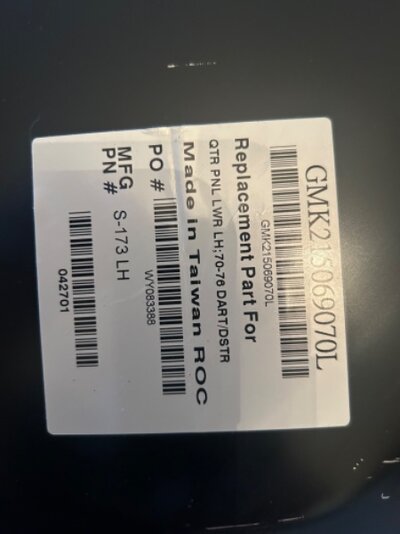 GMK215069070L
GMK215069070L
Replacement Part For
QTR PNL LWR LH;70-76 DART/DSTR
Made in Taiwan ROC
PO #
WY083388
MFG
PN # S-173 LH
042701